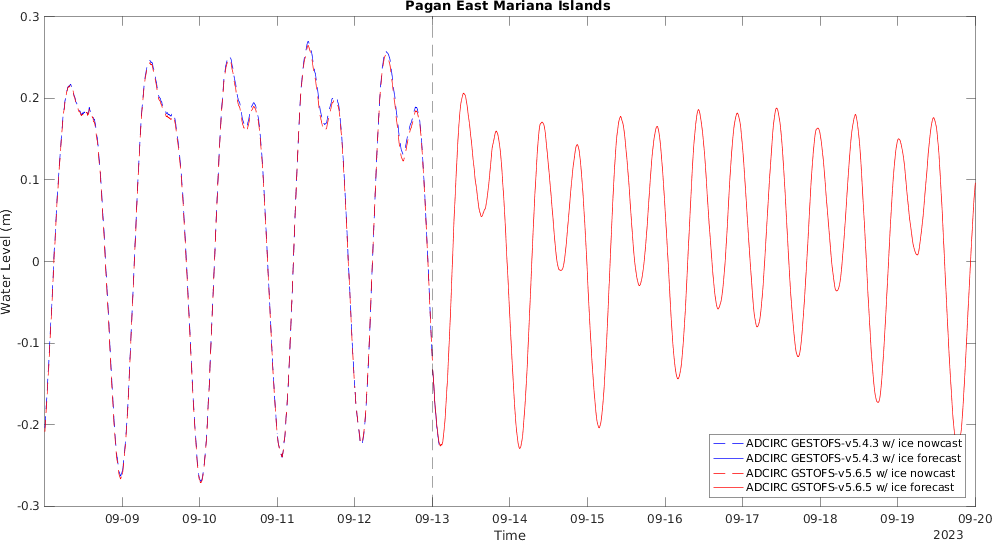 Pagan East Mariana Islands
0.3
0.2
0.1
0
-0.1
-0.2
-0.3
Water Level (m)
09-09
09-10
09-11
09-12
09-13
09-14
09-15
09-16
09-17
09-18
09-19
09-20
Time
2023
ADCIRC GESTOFS-v5.4.3 w/ ice nowcast
ADCIRC GESTOFS-v5.4.3 w/ ice forecast
ADCIRC GSTOFS-v5.6.5 w/ ice nowcast
ADCIRC GSTOFS-v5.6.5 w/ ice forecast